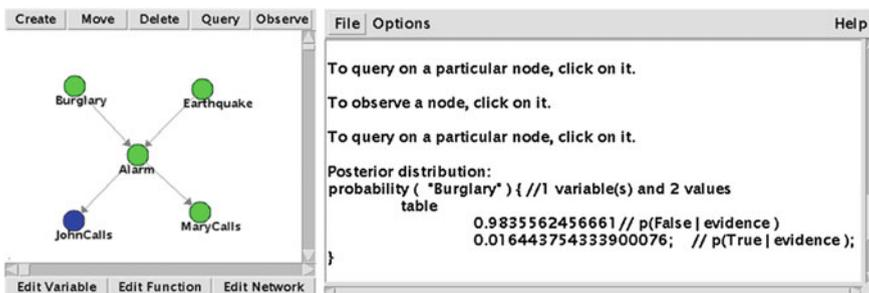 Create Move Delete Query Observe
Burglary
Earthquake
Alarm
JohnCalls
MaryCalls
Edit Variable Edit Function Edit Network
File Options Help
To query on a particular node, click on it.
To observe a node, click on it.
To query on a particular node, click on it.
Posterior distribution:
probability ( "Burglary" ) { //1 variable(s) and 2 values
table
0.9835562456661 // p(False | evidence )
0.016443754333900076; // p(True | evidence );
}